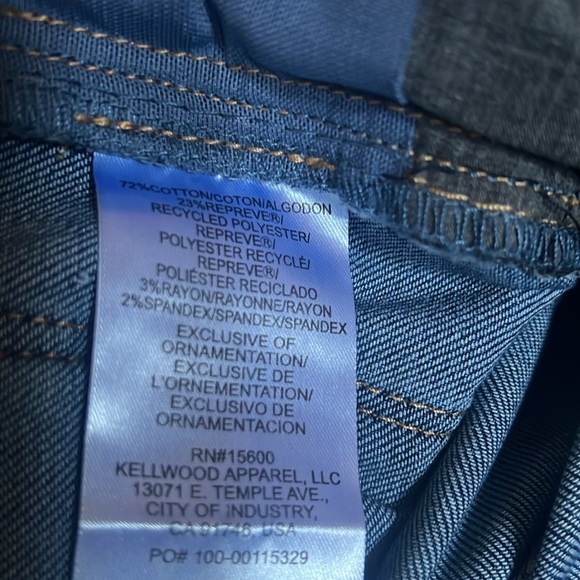 72%COTTON/COTON/ALGODON
23%REPREVE®/
RECYCLED POLYESTER/
REPREVE®/
POLYESTER RECYCLÉ/
REPREVE®/
POLIÉSTER RECICLADO
3%RAYON/RAYONNE/RAYON
2%SPANDEX/SPANDEX/SPANDEX
EXCLUSIVE OF
ORNAMENTATION/
EXCLUSIVE DE
L'ORNEMENTATION/
EXCLUSIVO DE
ORNAMENTACION
RN#15600
KELLWOOD APPAREL, LLC
13071 E. TEMPLE AVE.,
CITY OF INDUSTRY,
CA 91746, USA
PO# 100-00115329